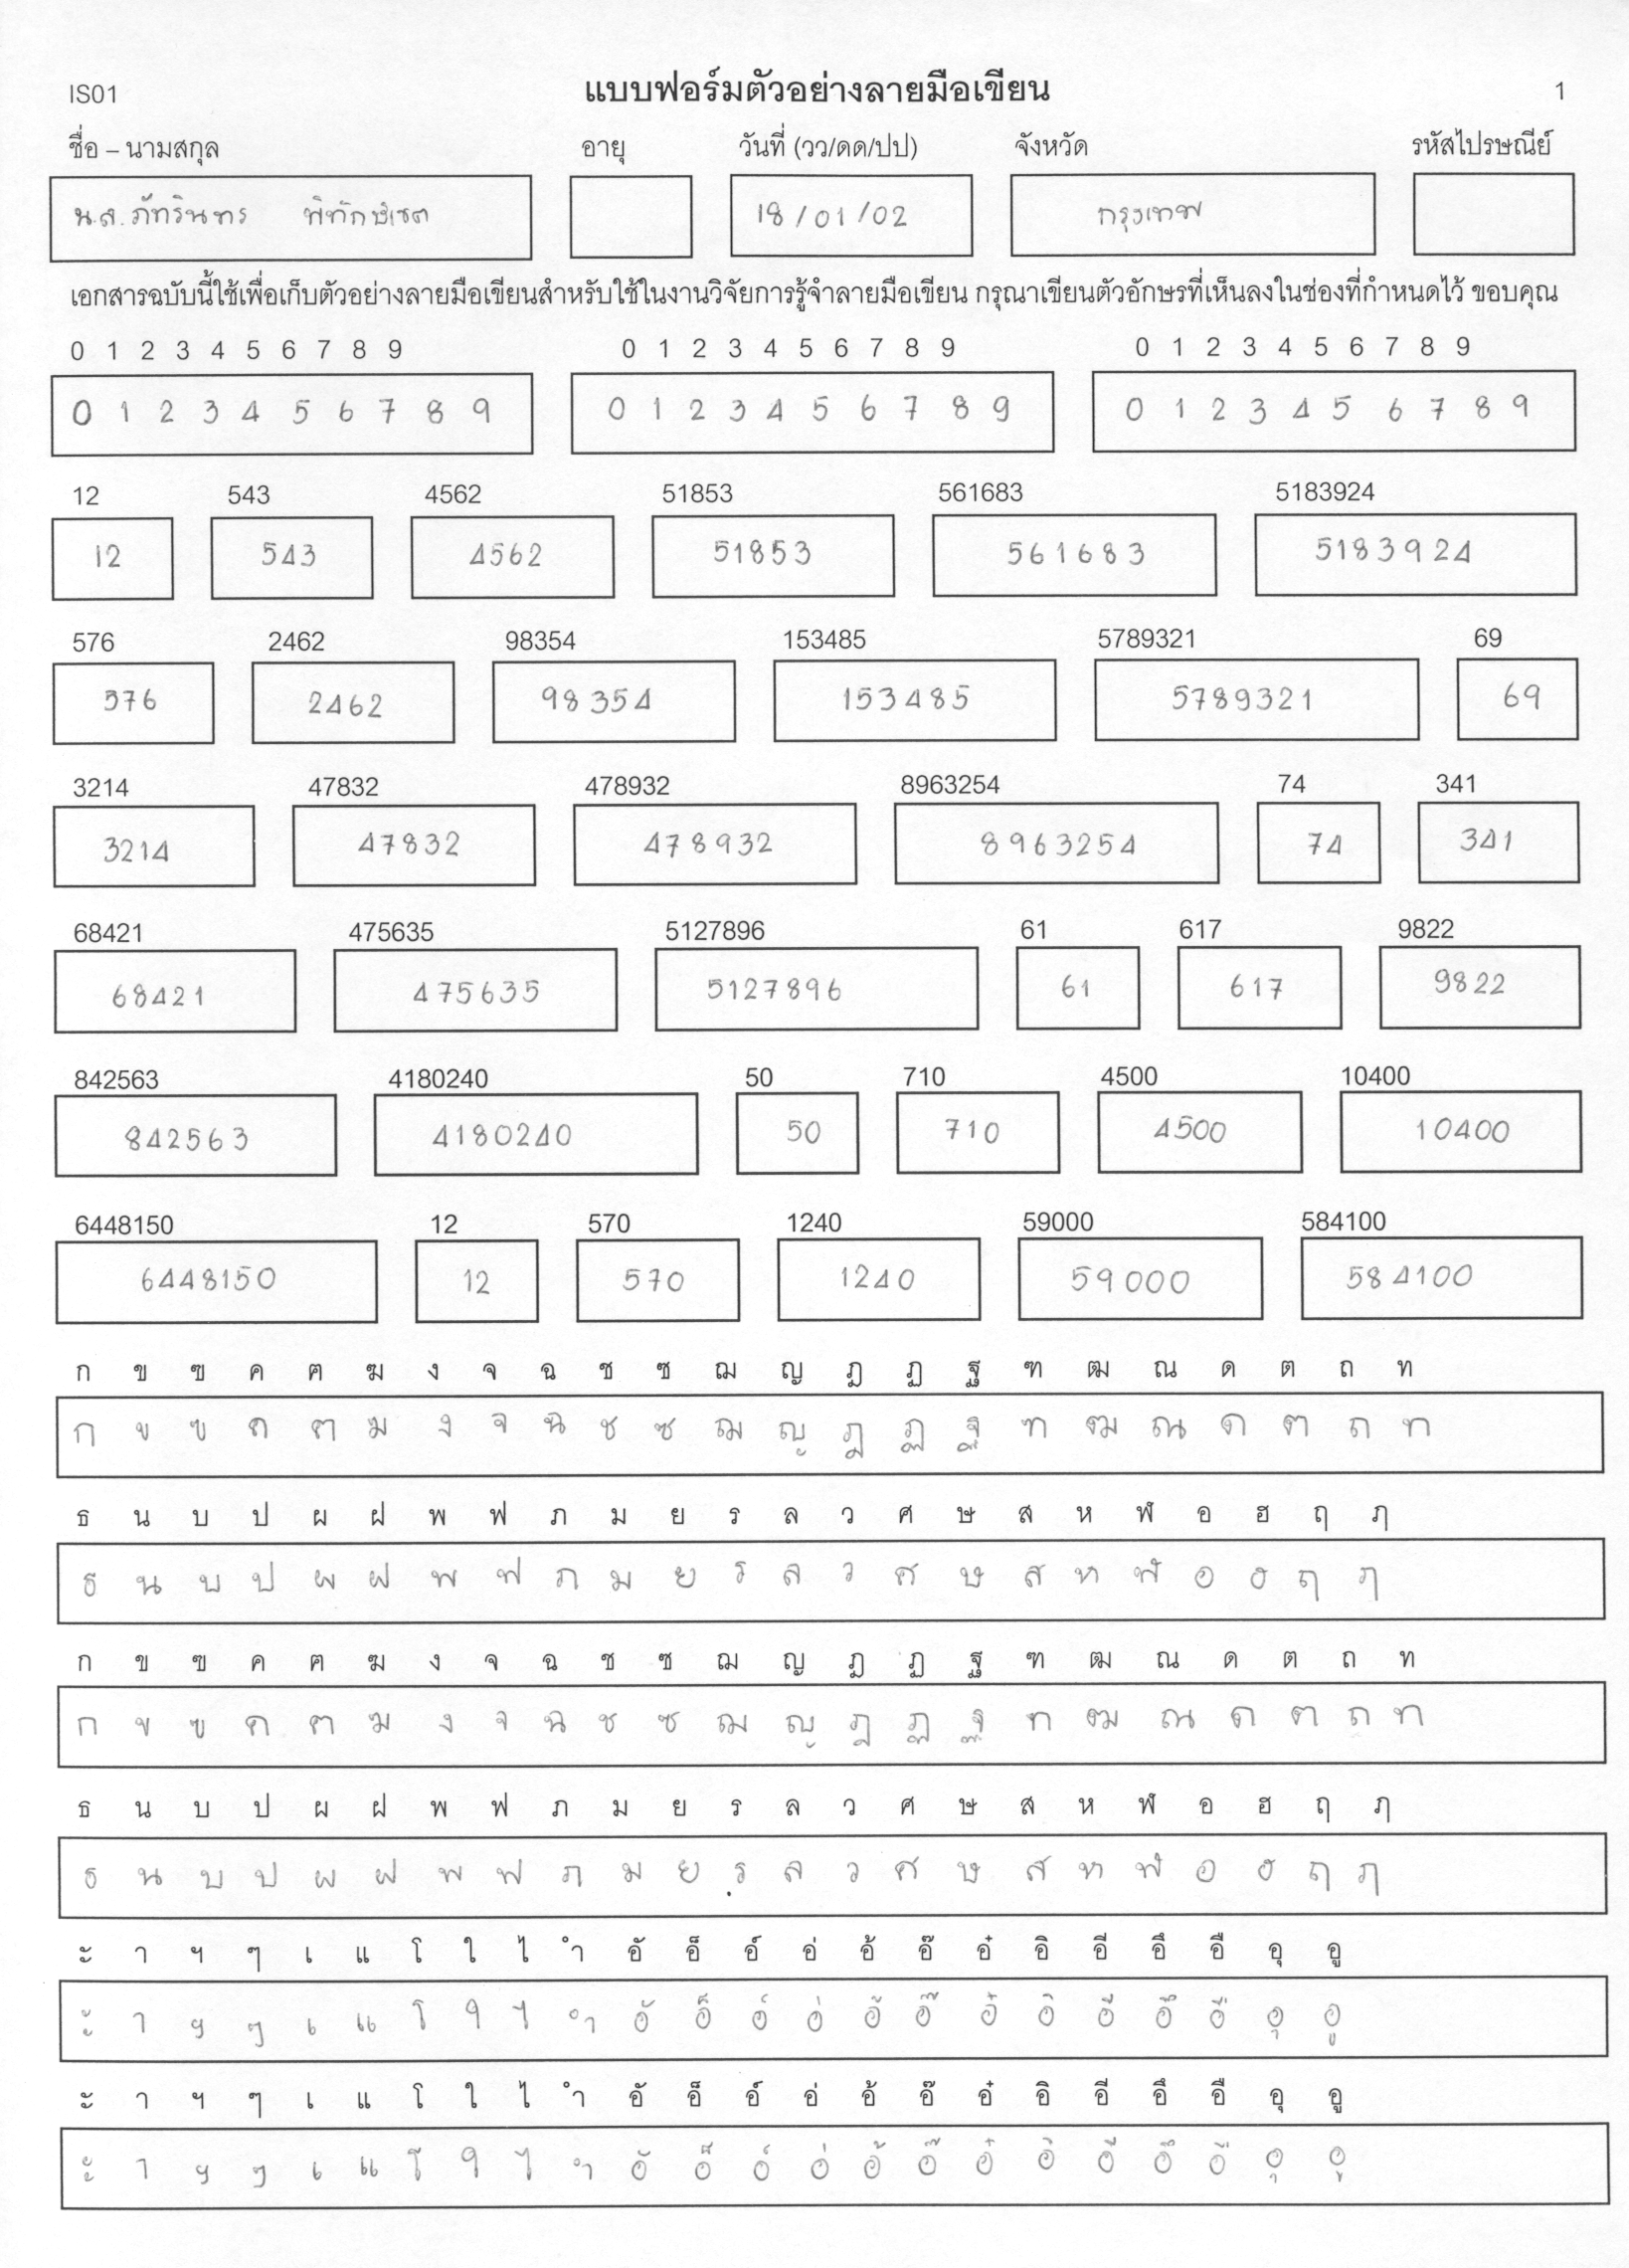 IS01 แบบฟอร์มตัวอย่างลายมือเขียน 1
ชื่อ – นามสกุล อายุ วันที่ (วว/ดด/ปป) จังหวัด รหัสไปรษณีย์
น.ส. ภัทรินทร พิทักษ์เชต 18/01/02 กรุงเทพ
เอกสารฉบับนี้ใช้เพื่อเก็บตัวอย่างลายมือเขียนสำหรับใช้ในงานวิจัยการรู้จำลายมือเขียน กรุณาเขียนตัวอักษรที่เห็นลงในช่องที่กำหนดไว้ ขอบคุณ
0 1 2 3 4 5 6 7 8 9 0 1 2 3 4 5 6 7 8 9 0 1 2 3 4 5 6 7 8 9
0 1 2 3 4 5 6 7 8 9 0 1 2 3 4 5 6 7 8 9 0 1 2 3 4 5 6 7 8 9
12 543 4562 51853 561683 5183924
12 543 4562 51853 561683 5183924
576 2462 98354 153485 5789321 69
576 2462 98354 153485 5789321 69
3214 47832 478932 8963254 74 341
3214 47832 478932 8963254 74 341
68421 475635 5127896 61 617 9822
68421 475635 5127896 61 617 9822
842563 4180240 50 710 4500 10400
842563 4180240 50 710 4500 10400
6448150 12 570 1240 59000 584100
6448150 12 570 1240 59000 584100
ก ข ฃ ค ฅ ฆ ง จ ฉ ช ซ ฌ ญ ฎ ฏ ฐ ฑ ฒ ณ ด ต ถ ท
ก ข ฃ ค ฅ ฆ ง จ ฉ ช ซ ฌ ญ ฎ ฏ ฐ ฑ ฒ ณ ด ต ถ ท
ธ น บ ป ผ ฝ พ ฟ ภ ม ย ร ล ว ศ ษ ส ห ฬ อ ฮ ฤ ภ
ธ น บ ป ผ ฝ พ ฟ ภ ม ย ร ล ว ศ ษ ส ห ฬ อ ฮ ฤ ฦ
ก ข ฃ ค ฅ ฆ ง จ ฉ ช ซ ฌ ญ ฎ ฏ ฐ ฑ ฒ ณ ด ต ถ ท
ก ข ฃ ค ฅ ฆ ง จ ฉ ช ซ ฌ ญ ฎ ฏ ฐ ฑ ฒ ณ ด ต ถ ท
ธ น บ ป ผ ฝ พ ฟ ภ ม ย ร ล ว ศ ษ ส ห ฬ อ ฮ ฤ ฦ
ธ น บ ป ผ ฝ พ ฟ ภ ม ย ร ล ว ศ ษ ส ห ฬ อ ฮ ฤ ฦ
ะ า ฯ ๆ เ แ โ ใ ไ ำ อั อ็ อ์ อ่ อ้ อ๊ อ๋ อิ อี อึ อื อุ อู
ะ า ฯ ๆ เ แ โ ใ ไ ำ อั อ็ อ์ อ่ อ้ อ๊ อ๋ อิ อี อึ อื อุ อู
ะ า ฯ ๆ เ แ โ ใ ไ ำ อั อ็ อ์ อ่ อ้ อ๊ อ๋ อิ อี อึ อื อุ อู
ะ า ฯ ๆ เ แ โ ใ ไ ำ อั อ็ อ์ อ่ อ้ อ๊ อ๋ อิ อี อึ อื อุ อู